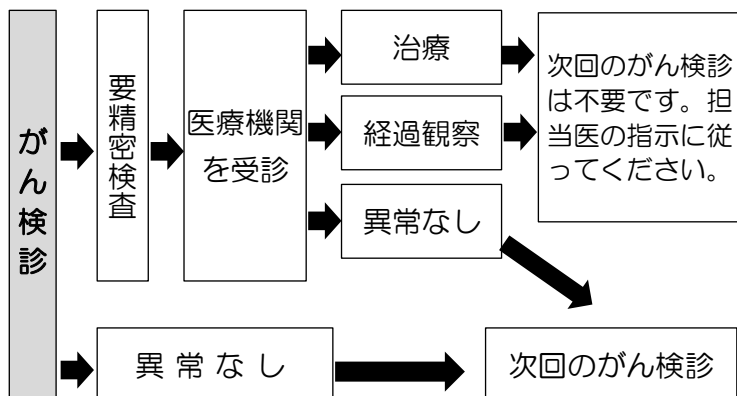 がん検診
要精密検査
医療機関
を受診
治療
経過観察
異常なし
次回のがん検診
は不要です。担
当医の指示に従
ってください。
異常なし
次回のがん検診